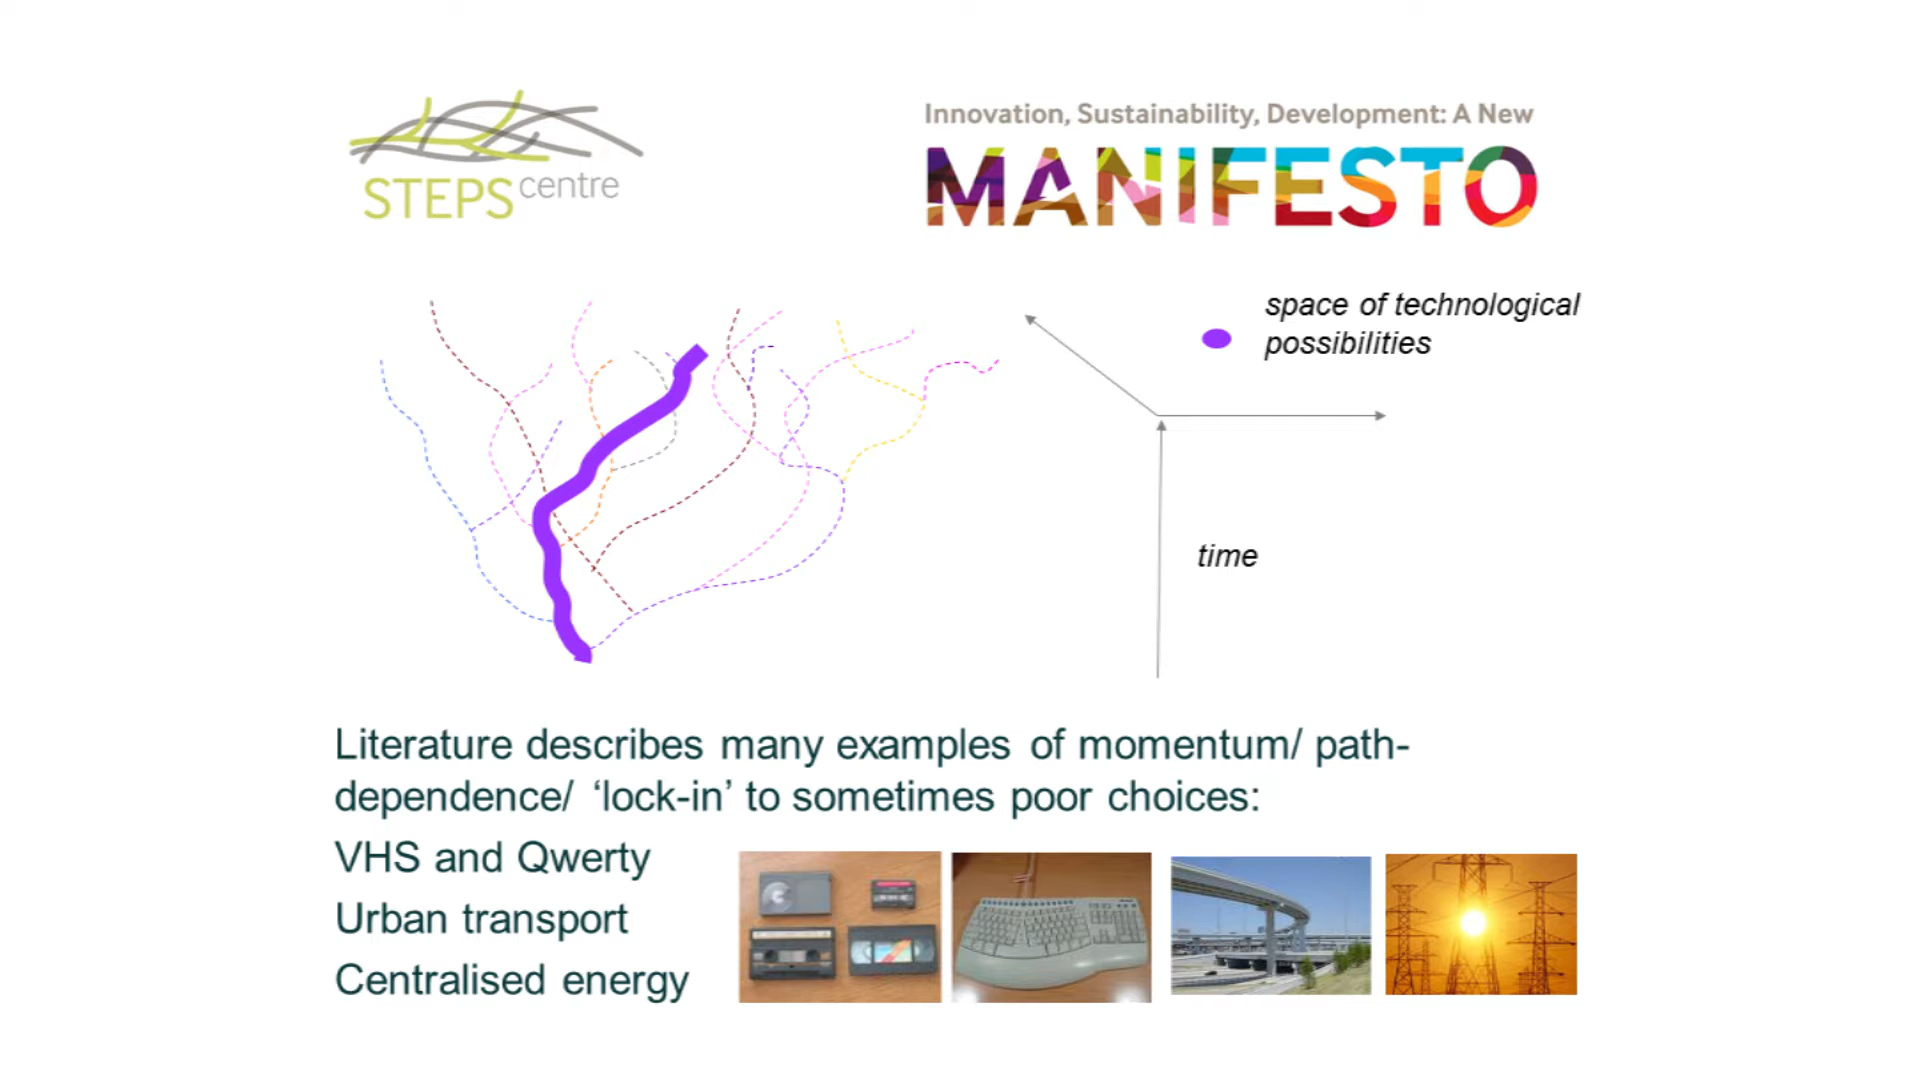 STEPS centre
Innovation, Sustainability, Development: A New
MANIFESTO
space of technological
possibilities
time
Literature describes many examples of momentum/ path-
dependence/ ‘lock-in’ to sometimes poor choices:
VHS and Qwerty
Urban transport
Centralised energy